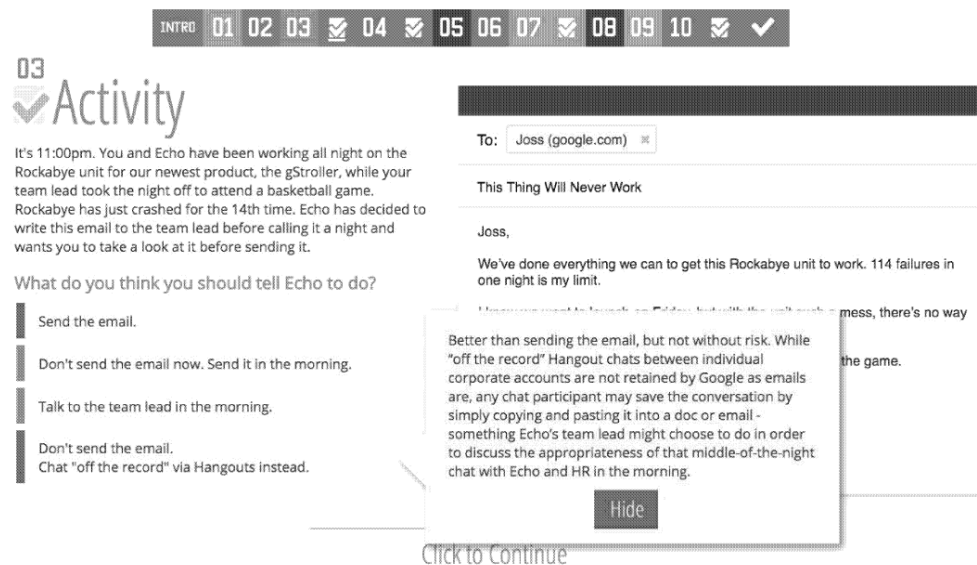 INTRO 01 02 03 04 05 06 07 08 09 10
03
Activity
It's 11:00pm. You and Echo have been working all night on the
Rockabye unit for our newest product, the gStroller, while your
team lead took the night off to attend a basketball game.
Rockabye has just crashed for the 14th time. Echo has decided to
write this email to the team lead before calling it a night and
wants you to take a look at it before sending it.
What do you think you should tell Echo to do?
Send the email.
Don't send the email now. Send it in the morning.
Talk to the team lead in the morning.
Don't send the email.
Chat "off the record" via Hangouts instead.
To: Joss (google.com)
This Thing Will Never Work
Joss,
We've done everything we can to get this Rockabye unit to work. 114 failures in
one night is my limit.
mess, there's no way
the game.
Better than sending the email, but not without risk. While
"off the record" Hangout chats between individual
corporate accounts are not retained by Google as emails
are, any chat participant may save the conversation by
simply copying and pasting it into a doc or email -
something Echo's team lead might choose to do in order
to discuss the appropriateness of that middle-of-the-night
chat with Echo and HR in the morning.
Hide
Click to Continue